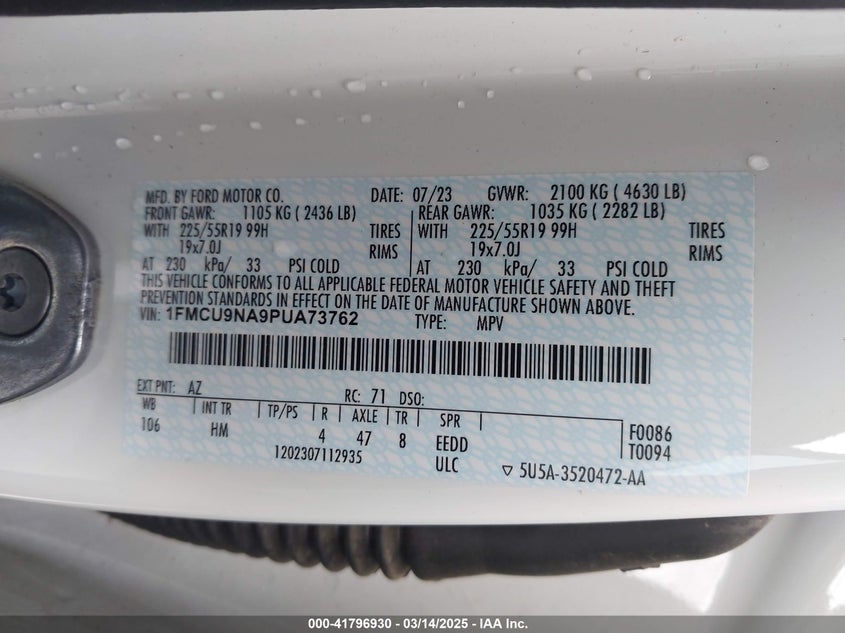 MFD. BY FORD MOTOR CO. DATE: 07/23 GVWR: 2100 KG ( 4630 LB)
FRONT GAWR: 1105 KG ( 2436 LB) REAR GAWR: 1035 KG ( 2282 LB)
WITH 225/55R19 99H TIRES WITH 225/55R19 99H TIRES
19x7.0J RIMS 19x7.0J RIMS
AT 230 kPa/ 33 PSI COLD AT 230 kPa/ 33 PSI COLD
THIS VEHICLE CONFORMS TO ALL APPLICABLE FEDERAL MOTOR VEHICLE SAFETY AND THEFT
PREVENTION STANDARDS IN EFFECT ON THE DATE OF MANUFACTURE SHOWN ABOVE.
VIN: 1FMCU9NA9PUA73762 TYPE: MPV
EXT PNT: AZ RC: 71 DSO:
WB INT TR TP/PS R AXLE TR SPR
106 HM 4 47 8 EEDD F0086
1202307112935 ULC T0094
▽ 5U5A-3520472-AA
000-41796930 - 03/14/2025 - IAA Inc.